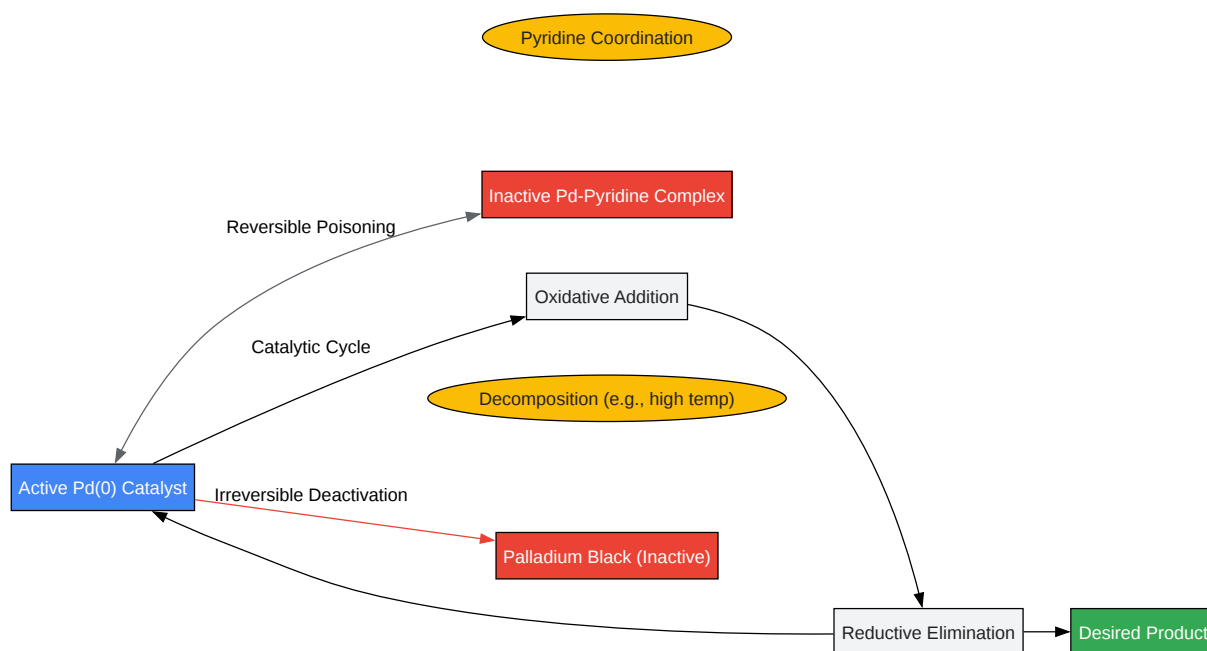 Pyridine Coordination
Inactive Pd-Pyridine Complex
Reversible Poisoning
Oxidative Addition
Catalytic Cycle
Decomposition (e.g., high temp)
Active Pd(0) Catalyst
Irreversible Deactivation
Palladium Black (Inactive)
Reductive Elimination
Desired Product